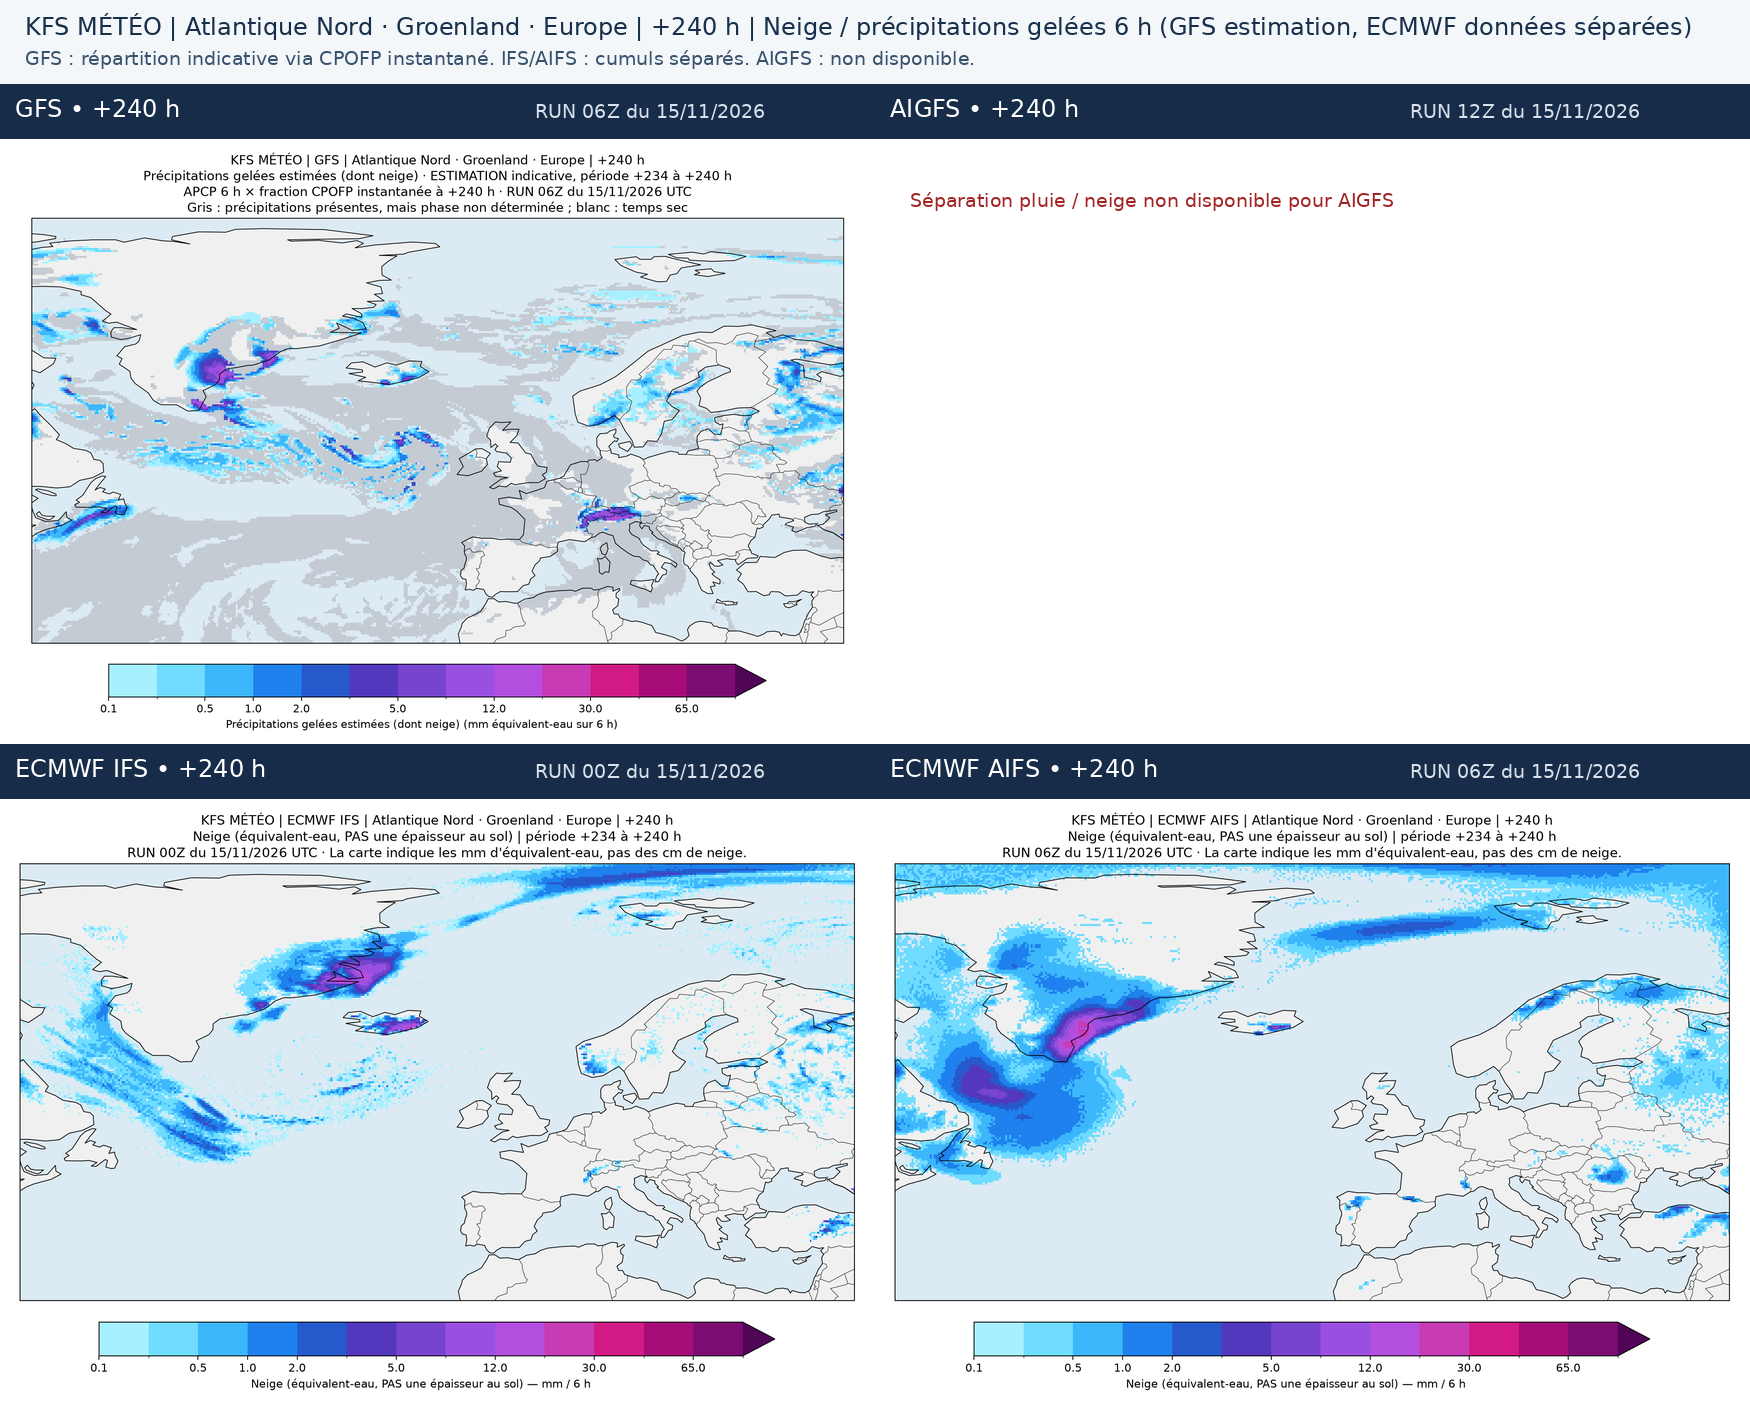 KFS MÉTÉO | Atlantique Nord · Groenland · Europe | +240 h | Neige / précipitations gelées 6 h (GFS estimation, ECMWF données séparées)
GFS : répartition indicative via CPOFP instantané. IFS/AIFS : cumuls séparés. AIGFS : non disponible.
GFS • +240 h
RUN 06Z du 15/11/2026
AIGFS • +240 h
RUN 12Z du 15/11/2026
KFS MÉTÉO | GFS | Atlantique Nord · Groenland · Europe | +240 h
Précipitations gelées estimées (dont neige) · ESTIMATION indicative, période +234 à +240 h
APCP 6 h × fraction CPOFP instantanée à +240 h · RUN 06Z du 15/11/2026 UTC
Gris : précipitations présentes, mais phase non déterminée ; blanc : temps sec
Séparation pluie / neige non disponible pour AIGFS
0.1 0.5 1.0 2.0 5.0 12.0 30.0 65.0
Précipitations gelées estimées (dont neige) (mm équivalent-eau sur 6 h)
ECMWF IFS • +240 h
RUN 00Z du 15/11/2026
ECMWF AIFS • +240 h
RUN 06Z du 15/11/2026
KFS MÉTÉO | ECMWF IFS | Atlantique Nord · Groenland · Europe | +240 h
Neige (équivalent-eau, PAS une épaisseur au sol) | période +234 à +240 h
RUN 00Z du 15/11/2026 UTC · La carte indique les mm d'équivalent-eau, pas des cm de neige.
KFS MÉTÉO | ECMWF AIFS | Atlantique Nord · Groenland · Europe | +240 h
Neige (équivalent-eau, PAS une épaisseur au sol) | période +234 à +240 h
RUN 06Z du 15/11/2026 UTC · La carte indique les mm d'équivalent-eau, pas des cm de neige.
0.1 0.5 1.0 2.0 5.0 12.0 30.0 65.0
Neige (équivalent-eau, PAS une épaisseur au sol) — mm / 6 h
0.1 0.5 1.0 2.0 5.0 12.0 30.0 65.0
Neige (équivalent-eau, PAS une épaisseur au sol) — mm / 6 h